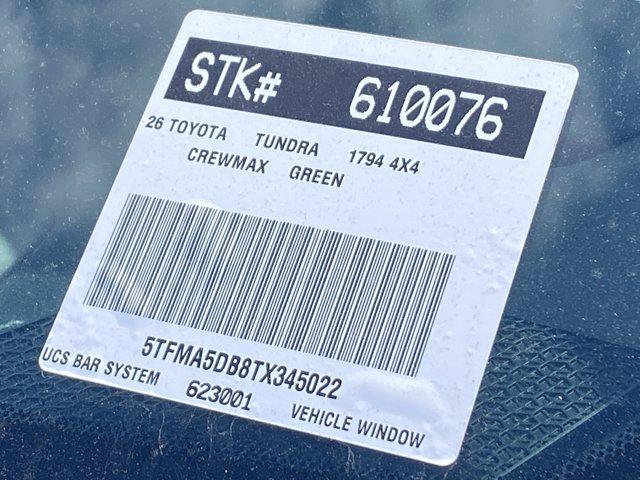 STK# 610076
26 TOYOTA TUNDRA 1794 4X4
CREWMAX GREEN
5TFMA5DB8TX345022
UCS BAR SYSTEM 623001 VEHICLE WINDOW